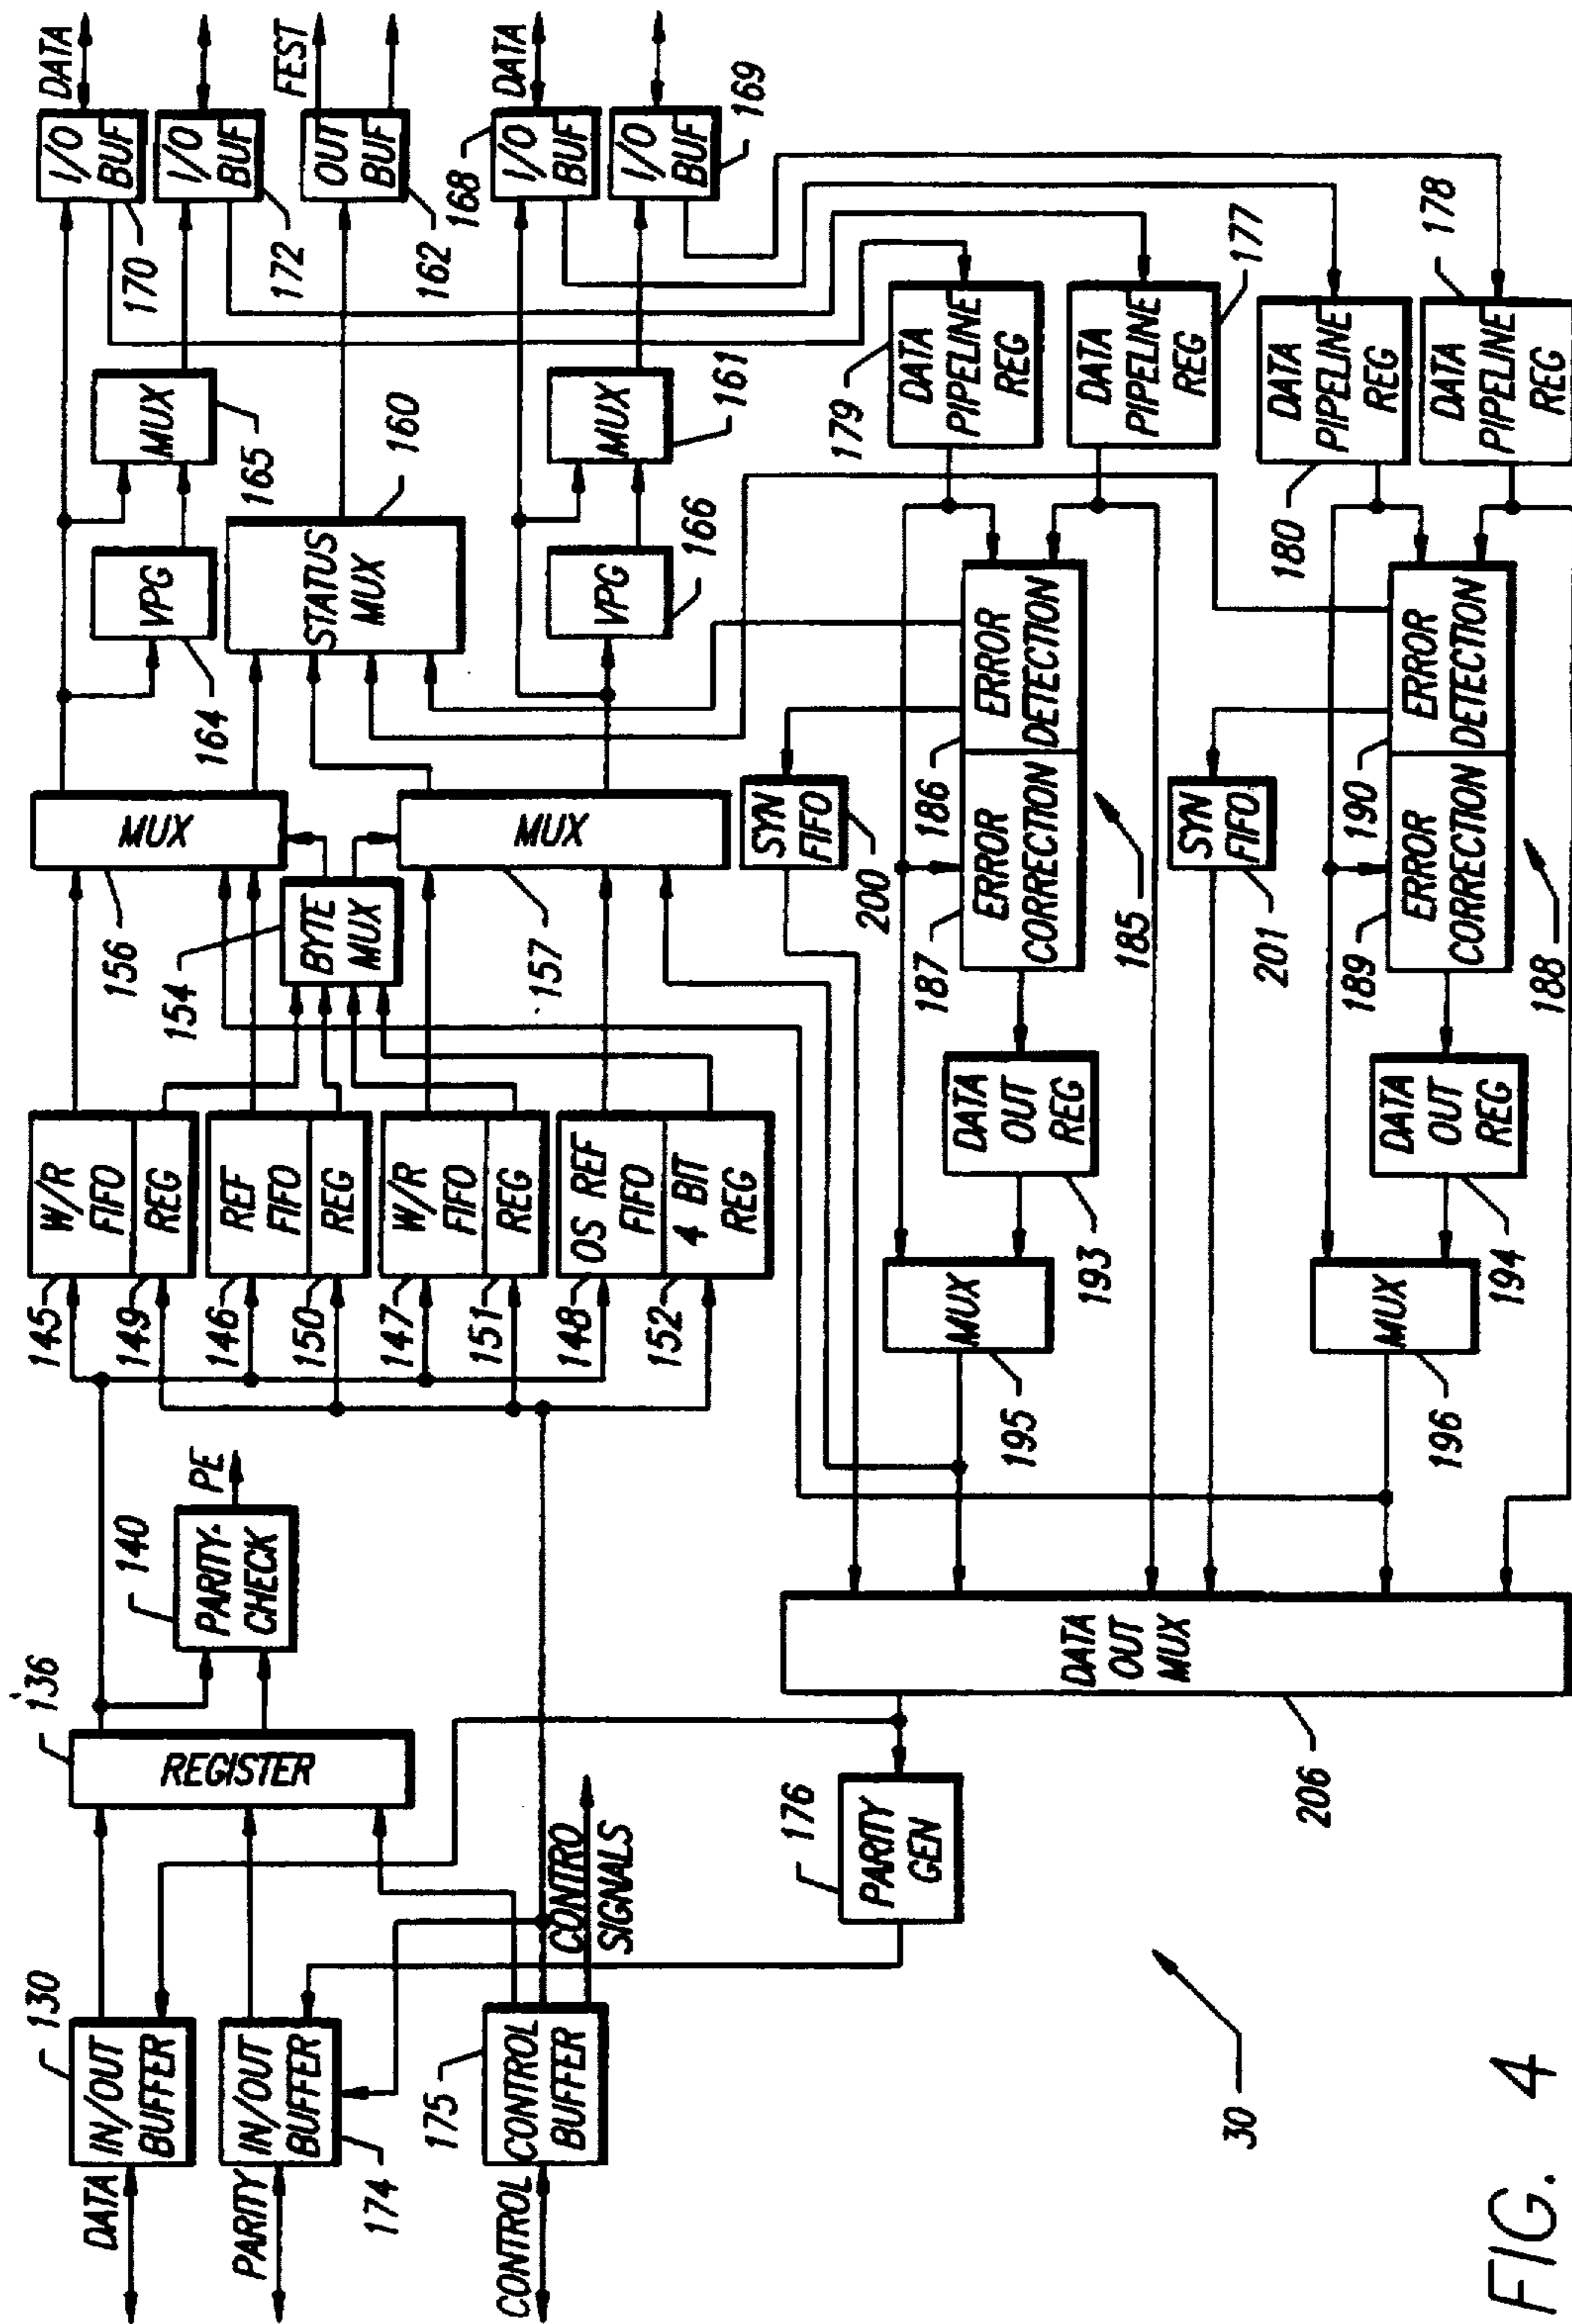 DATA
IN/OUT
BUFFER
130
PARITY
IN/OUT
BUFFER
174
CONTROL
CONTROL
BUFFER
175
CONTRO
SIGNALS
REGISTER
136
PARITY-
CHECK
140
PE
PARITY
GEN
176
145
149
146
150
147
151
148
152
W/R
FIFO
REG
REF
FIFO
REG
W/R
FIFO
REG
OS REF
FIFO
4 BIT
REG
BYTE
MUX
154
MUX
156
MUX
157
VPG
164
STATUS
MUX
160
VPG
166
MUX
165
MUX
161
I/O
BUF
170
DATA
I/O
BUF
172
OUT
BUF
162
FEST
I/O
BUF
168
DATA
I/O
BUF
169
DATA
PIPELINE
REG
179
DATA
PIPELINE
REG
177
DATA
PIPELINE
REG
180
DATA
PIPELINE
REG
178
SYN
FIFO
200
ERROR
CORRECTION
187
ERROR
DETECTION
186
185
SYN
FIFO
201
ERROR
CORRECTION
189
ERROR
DETECTION
190
188
DATA
OUT
REG
193
DATA
OUT
REG
194
MUX
195
MUX
196
DATA
OUT
MUX
206
30
FIG. 4